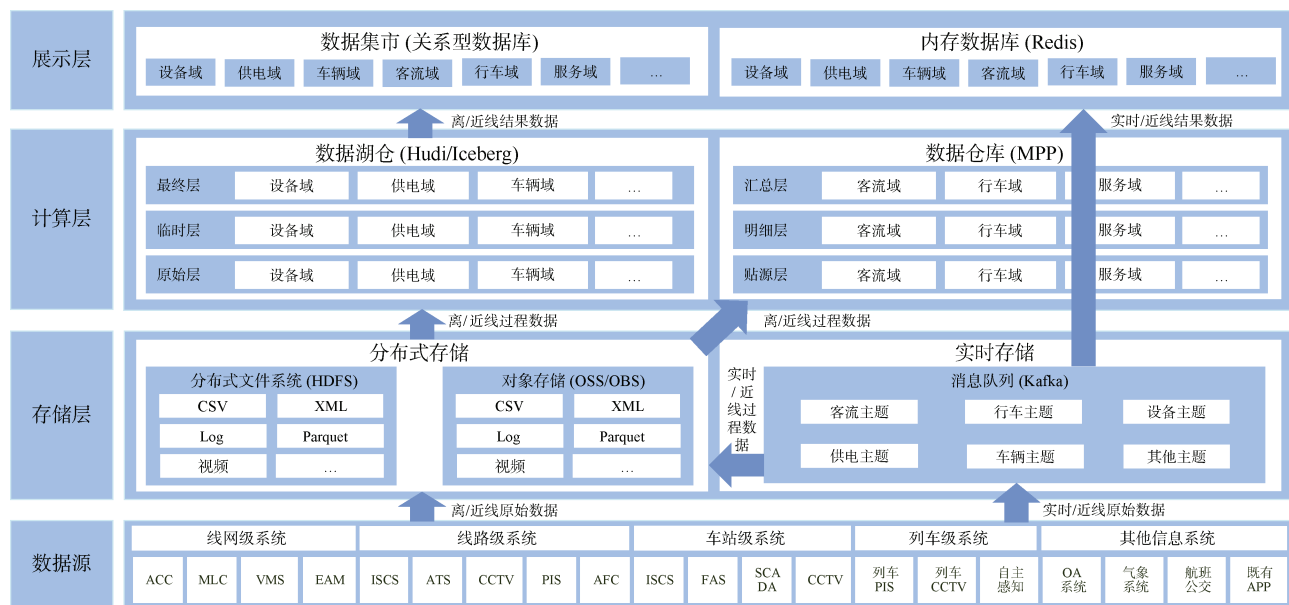 展示层
数据集市 (关系型数据库)
设备域 供电域 车辆域 客流域 行车域 服务域 …
内存数据库 (Redis)
设备域 供电域 车辆域 客流域 行车域 服务域 …
离/近线结果数据
实时/近线结果数据
计算层
数据湖仓 (Hudi/Iceberg)
最终层 设备域 供电域 车辆域 …
临时层 设备域 供电域 车辆域 …
原始层 设备域 供电域 车辆域 …
数据仓库 (MPP)
汇总层 客流域 行车域 服务域 …
明细层 客流域 行车域 服务域 …
贴源层 客流域 行车域 服务域 …
离/近线过程数据
离/近线过程数据
存储层
分布式存储
分布式文件系统 (HDFS)
CSV XML
Log Parquet
视频 …
对象存储 (OSS/OBS)
CSV XML
Log Parquet
视频 …
实时
/ 近
线过
程数
据
实时存储
消息队列 (Kafka)
客流主题 行车主题 设备主题
供电主题 车辆主题 其他主题
离/近线原始数据
实时/近线原始数据
数据源
线网级系统 线路级系统 车站级系统 列车级系统 其他信息系统
ACC MLC VMS EAM ISCS ATS CCTV PIS AFC ISCS FAS
SCA
DA
CCTV
列车
PIS
列车
CCTV
自主
感知
OA
系统
气象
系统
航班
公交
既有
APP